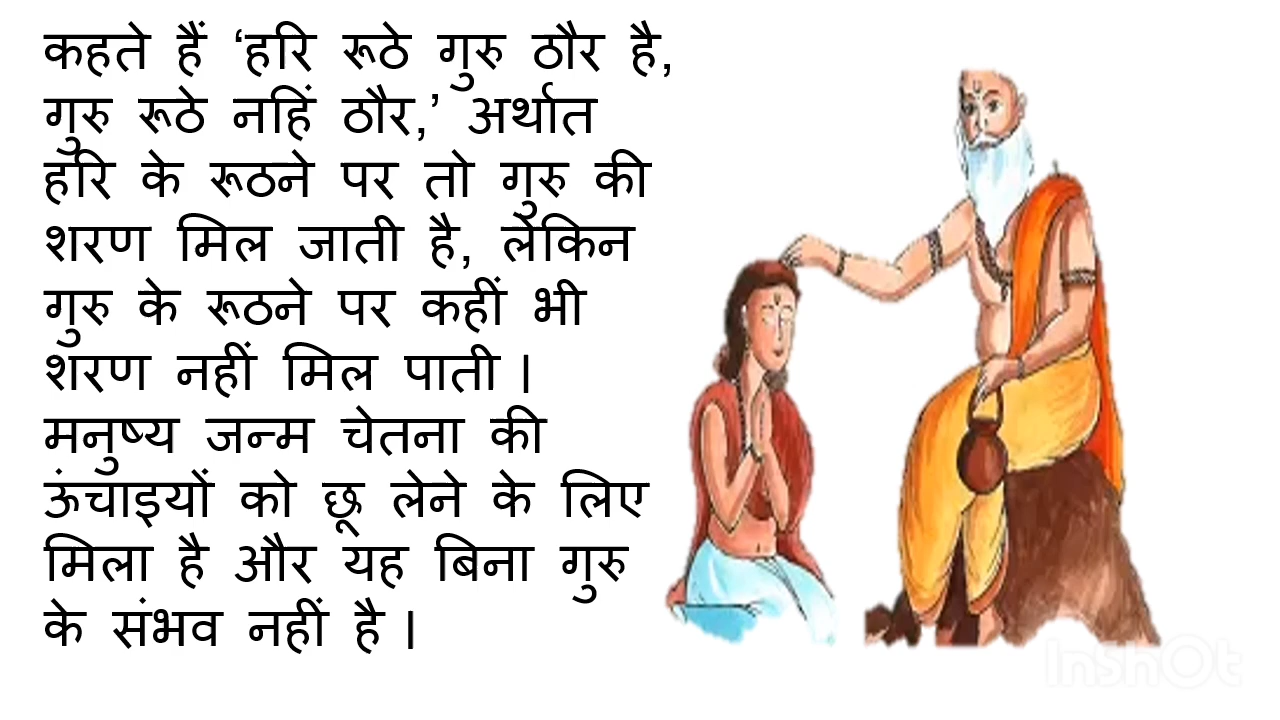 कहते हैं ‘हरि रूठे गुरु ठौर है,
गुरु रूठे नहिं ठौर,’ अर्थात
हरि के रूठने पर तो गुरु की
शरण मिल जाती है, लेकिन
गुरु के रूठने पर कहीं भी
शरण नहीं मिल पाती ।
मनुष्य जन्म चेतना की
ऊंचाइयों को छू लेने के लिए
मिला है और यह बिना गुरु
के संभव नहीं है ।
InShOt